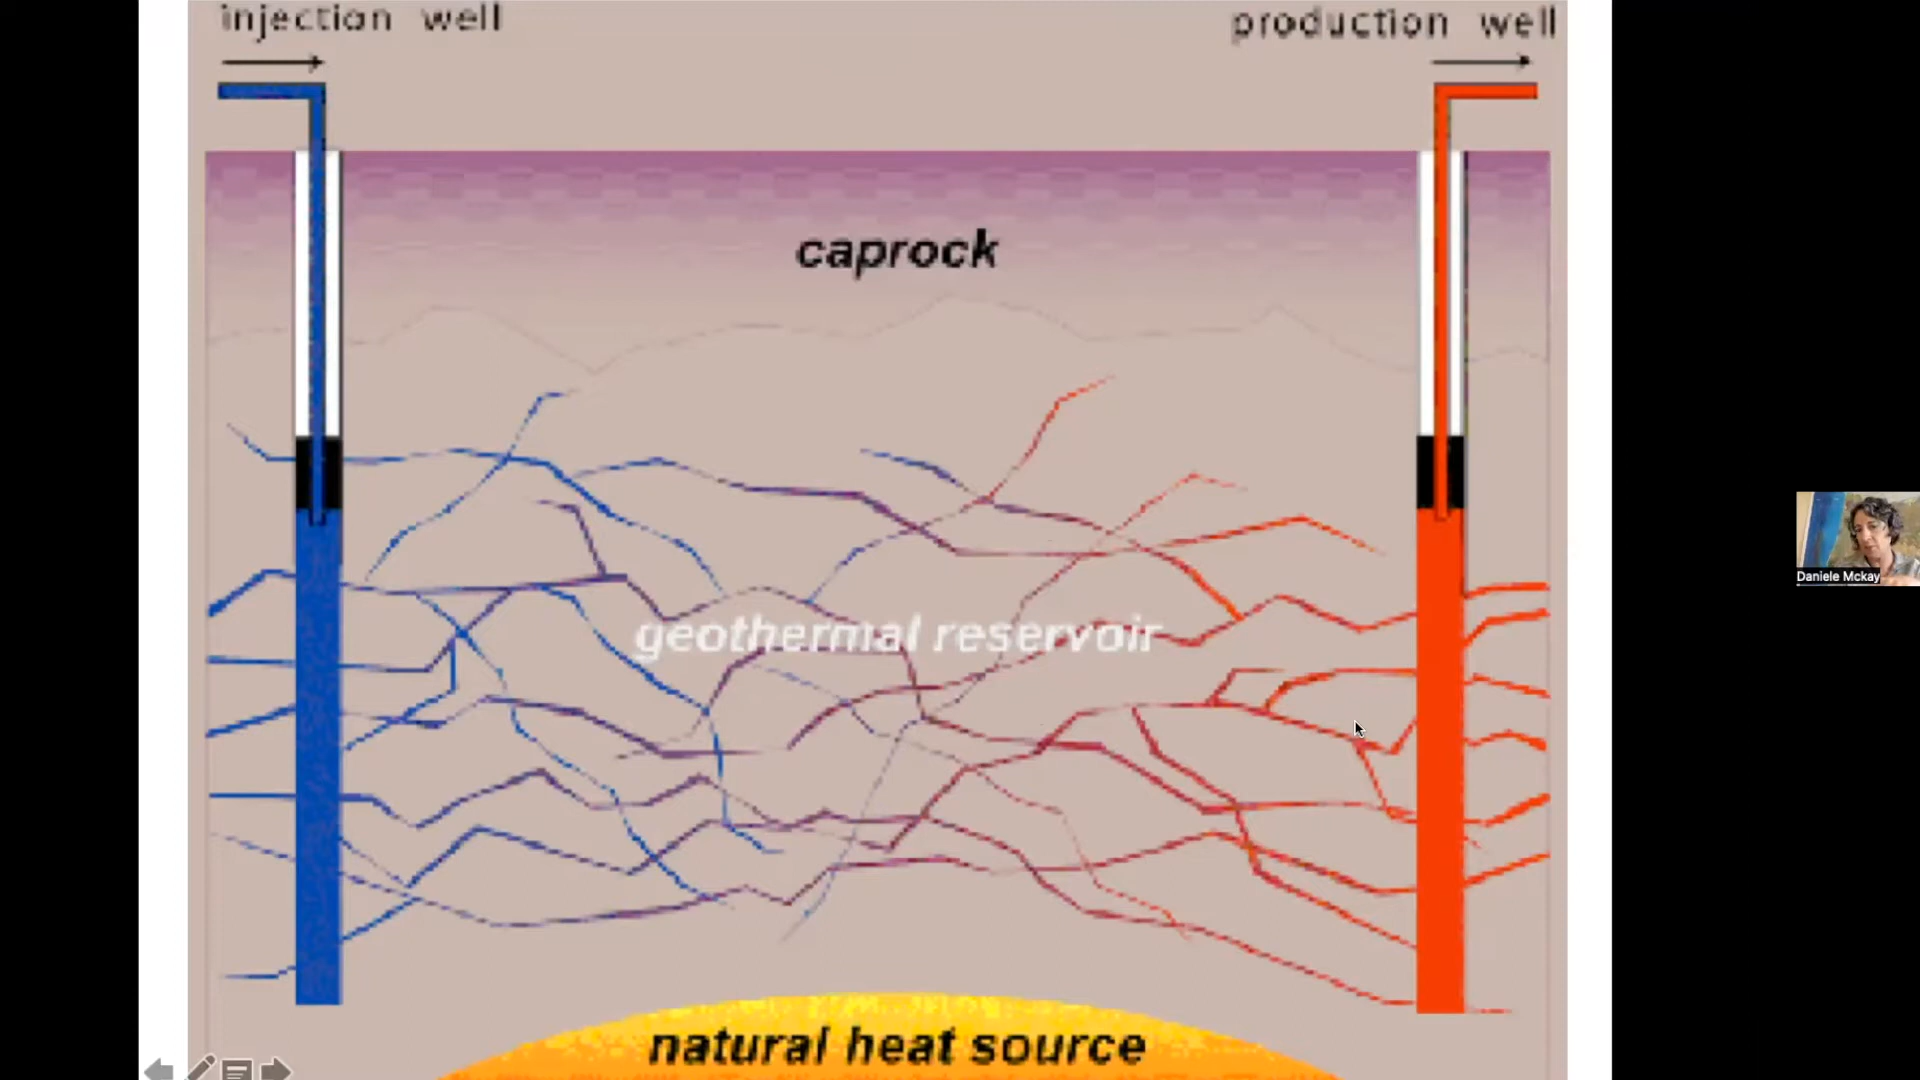 injection well
production well
caprock
geothermal reservoir
Daniele Mckay
natural heat source